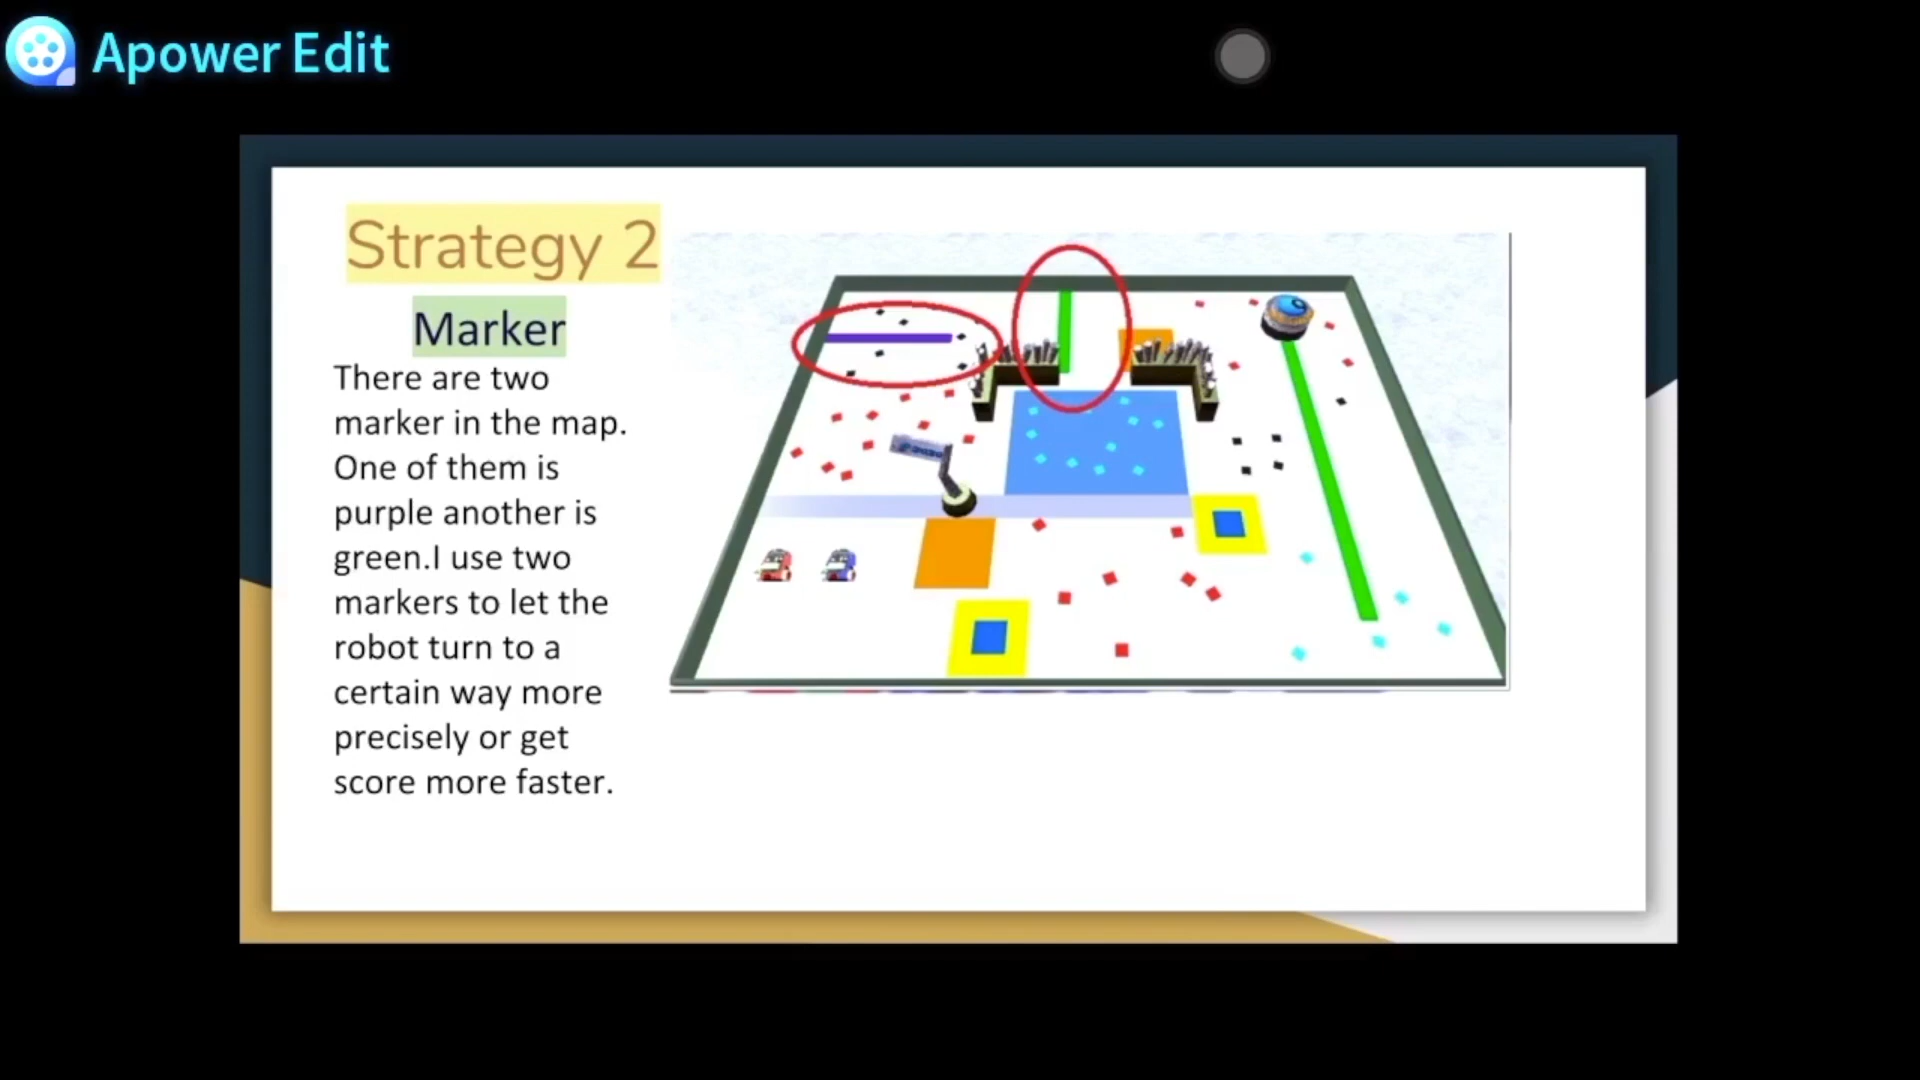 Apower Edit
Strategy 2
Marker
There are two
marker in the map.
One of them is
purple another is
green.I use two
markers to let the
robot turn to a
certain way more
precisely or get
score more faster.